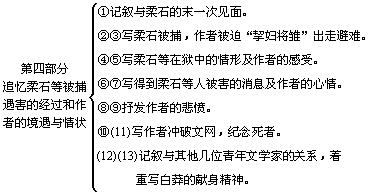 第四部分
追忆柔石等被捕
遇害的经过和作
者的境遇与情状
①记叙与柔石的末一次见面。
②③写柔石被捕，作者被迫“挈妇将雏”出走避难。
④⑤写柔石等在狱中的情形及作者的感受。
⑥⑦写得到柔石等人被害的消息及作者的心情。
⑧⑨抒发作者的悲愤。
⑩(11)写作者冲破文网，纪念死者。
(12)(13)记叙与其他几位青年文学家的关系，着
重写白莽的献身精神。